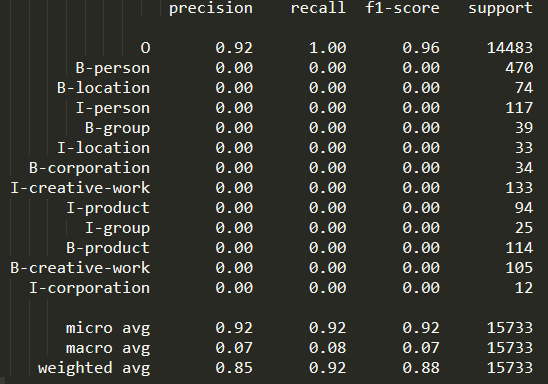 precision recall f1-score support
O 0.92 1.00 0.96 14483
B-person 0.00 0.00 0.00 470
B-location 0.00 0.00 0.00 74
I-person 0.00 0.00 0.00 117
B-group 0.00 0.00 0.00 39
I-location 0.00 0.00 0.00 33
B-corporation 0.00 0.00 0.00 34
I-creative-work 0.00 0.00 0.00 133
I-product 0.00 0.00 0.00 94
I-group 0.00 0.00 0.00 25
B-product 0.00 0.00 0.00 114
B-creative-work 0.00 0.00 0.00 105
I-corporation 0.00 0.00 0.00 12
micro avg 0.92 0.92 0.92 15733
macro avg 0.07 0.08 0.07 15733
weighted avg 0.85 0.92 0.88 15733